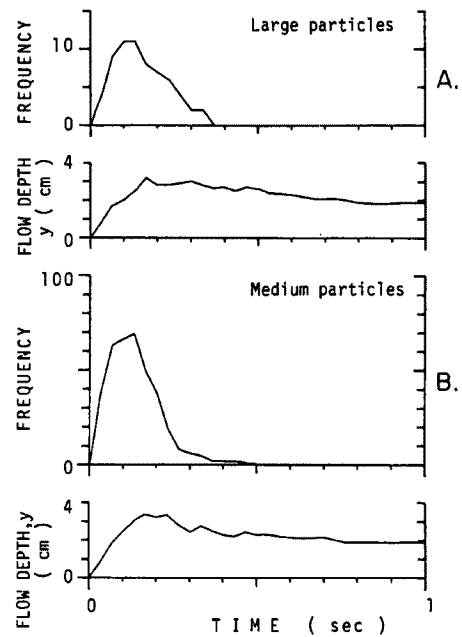 Large particles
FREQUENCY
10
0
A.
FLOW DEPTH
y ( cm )
4
0
Medium particles
FREQUENCY
100
0
B.
FLOW DEPTH,y
( cm )
4
0
0
1
TIME ( sec )